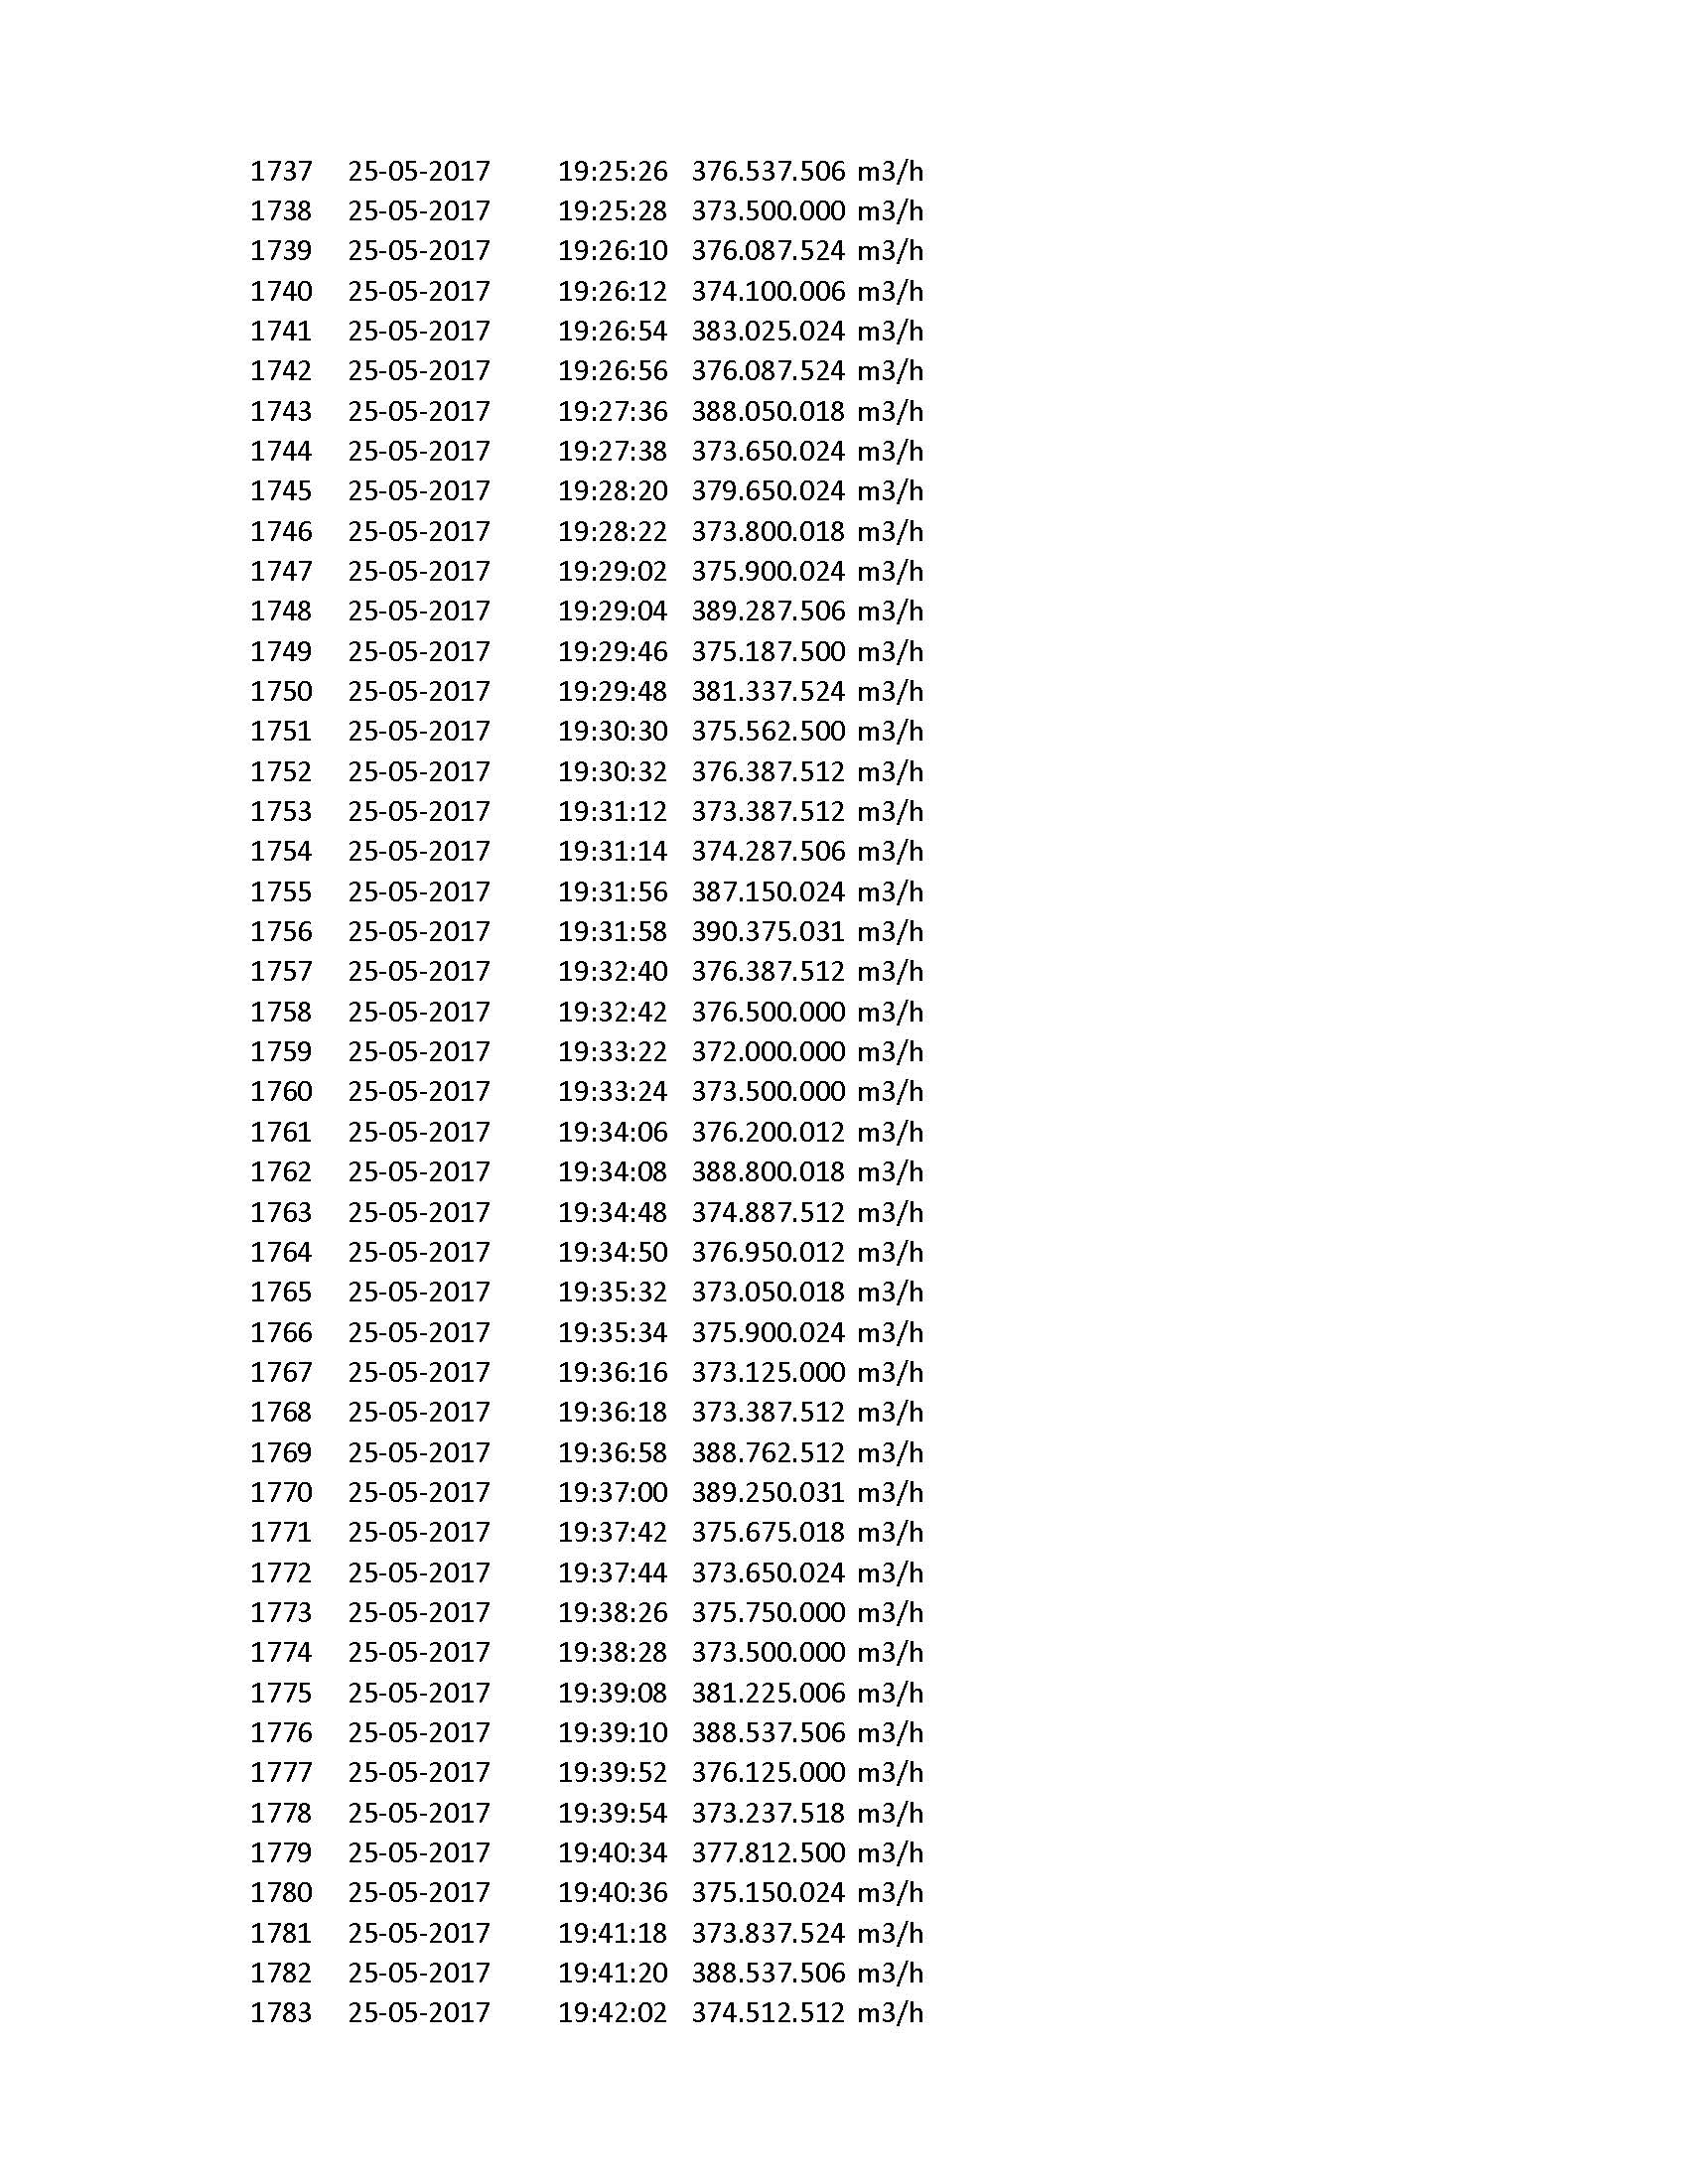 1737 25-05-2017 19:25:26 376.537.506 m3/h
1738 25-05-2017 19:25:28 373.500.000 m3/h
1739 25-05-2017 19:26:10 376.087.524 m3/h
1740 25-05-2017 19:26:12 374.100.006 m3/h
1741 25-05-2017 19:26:54 383.025.024 m3/h
1742 25-05-2017 19:26:56 376.087.524 m3/h
1743 25-05-2017 19:27:36 388.050.018 m3/h
1744 25-05-2017 19:27:38 373.650.024 m3/h
1745 25-05-2017 19:28:20 379.650.024 m3/h
1746 25-05-2017 19:28:22 373.800.018 m3/h
1747 25-05-2017 19:29:02 375.900.024 m3/h
1748 25-05-2017 19:29:04 389.287.506 m3/h
1749 25-05-2017 19:29:46 375.187.500 m3/h
1750 25-05-2017 19:29:48 381.337.524 m3/h
1751 25-05-2017 19:30:30 375.562.500 m3/h
1752 25-05-2017 19:30:32 376.387.512 m3/h
1753 25-05-2017 19:31:12 373.387.512 m3/h
1754 25-05-2017 19:31:14 374.287.506 m3/h
1755 25-05-2017 19:31:56 387.150.024 m3/h
1756 25-05-2017 19:31:58 390.375.031 m3/h
1757 25-05-2017 19:32:40 376.387.512 m3/h
1758 25-05-2017 19:32:42 376.500.000 m3/h
1759 25-05-2017 19:33:22 372.000.000 m3/h
1760 25-05-2017 19:33:24 373.500.000 m3/h
1761 25-05-2017 19:34:06 376.200.012 m3/h
1762 25-05-2017 19:34:08 388.800.018 m3/h
1763 25-05-2017 19:34:48 374.887.512 m3/h
1764 25-05-2017 19:34:50 376.950.012 m3/h
1765 25-05-2017 19:35:32 373.050.018 m3/h
1766 25-05-2017 19:35:34 375.900.024 m3/h
1767 25-05-2017 19:36:16 373.125.000 m3/h
1768 25-05-2017 19:36:18 373.387.512 m3/h
1769 25-05-2017 19:36:58 388.762.512 m3/h
1770 25-05-2017 19:37:00 389.250.031 m3/h
1771 25-05-2017 19:37:42 375.675.018 m3/h
1772 25-05-2017 19:37:44 373.650.024 m3/h
1773 25-05-2017 19:38:26 375.750.000 m3/h
1774 25-05-2017 19:38:28 373.500.000 m3/h
1775 25-05-2017 19:39:08 381.225.006 m3/h
1776 25-05-2017 19:39:10 388.537.506 m3/h
1777 25-05-2017 19:39:52 376.125.000 m3/h
1778 25-05-2017 19:39:54 373.237.518 m3/h
1779 25-05-2017 19:40:34 377.812.500 m3/h
1780 25-05-2017 19:40:36 375.150.024 m3/h
1781 25-05-2017 19:41:18 373.837.524 m3/h
1782 25-05-2017 19:41:20 388.537.506 m3/h
1783 25-05-2017 19:42:02 374.512.512 m3/h